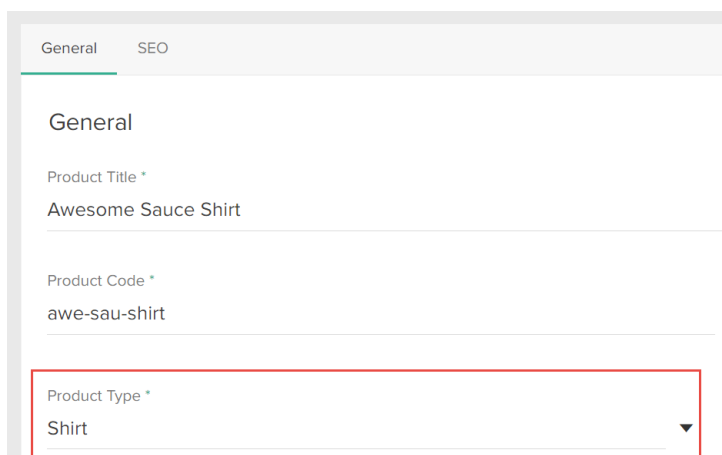 General SEO
General
Product Title *
Awesome Sauce Shirt
Product Code *
awe-sau-shirt
Product Type *
Shirt